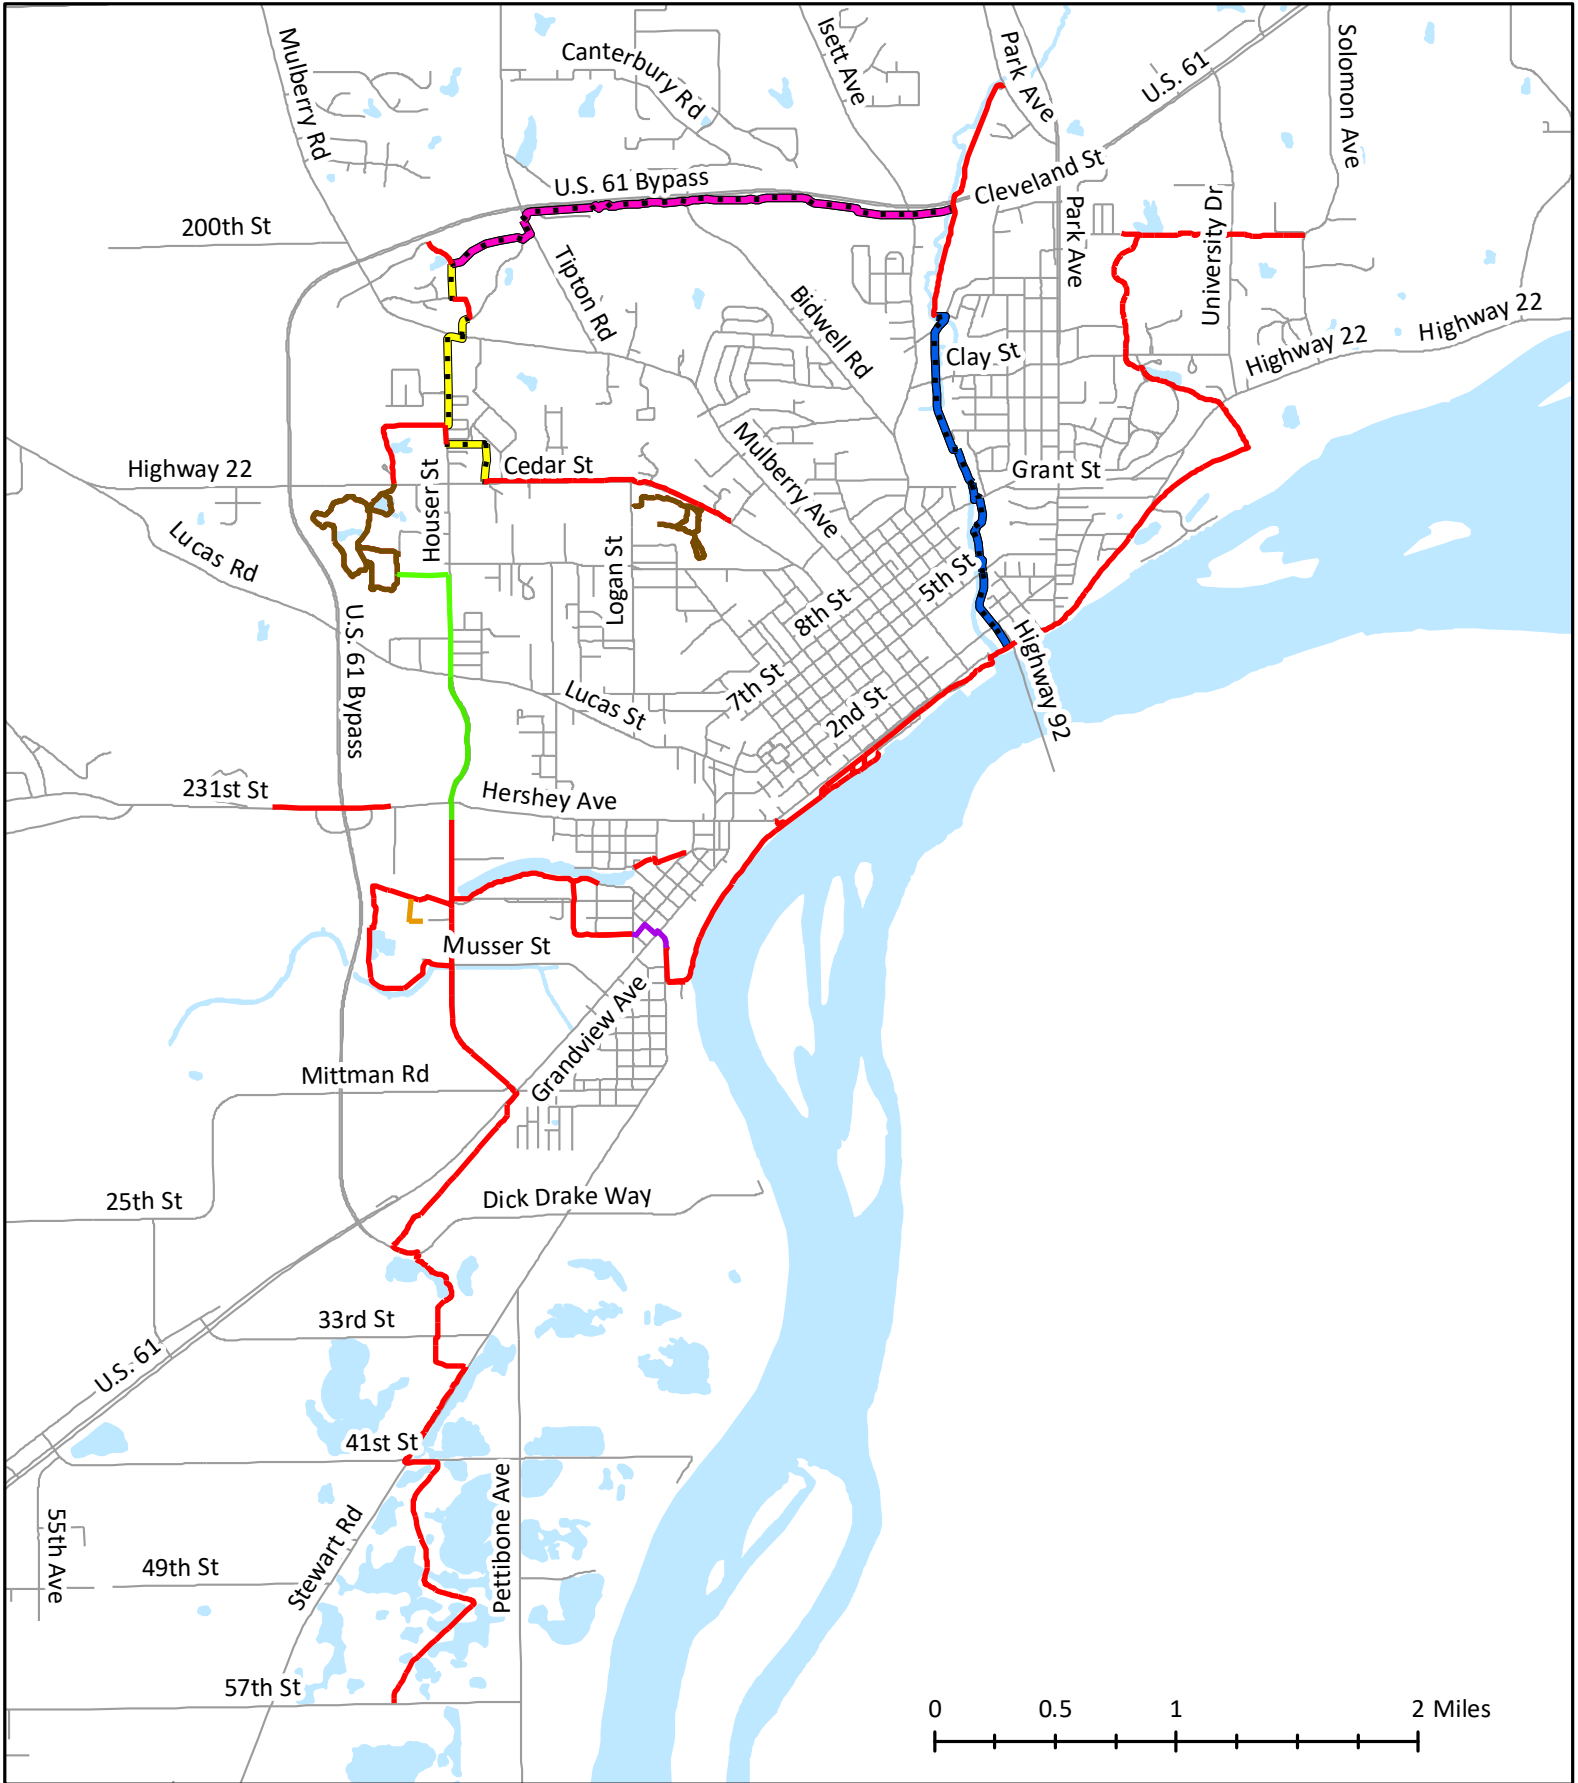 Mulberry Rd
Canterbury Rd
Isett Ave
Park Ave
U.S. 61
Solomon Ave
U.S. 61 Bypass
Cleveland St
200th St
Tipton Rd
Park Ave
University Dr
Bidwell Rd
Highway 22
Highway 22
Clay St
Mulberry Ave
Highway 22
Houser St
Cedar St
Grant St
Lucas Rd
Logan St
5th St
8th St
U.S. 61 Bypass
Highway 92
7th St
Lucas St
2nd St
231st St
Hershey Ave
Musser St
Grandview Ave
Mittman Rd
25th St
Dick Drake Way
33rd St
U.S. 61
41st St
Pettibone Ave
55th Ave
Stewart Rd
49th St
57th St
0 0.5 1 2 Miles